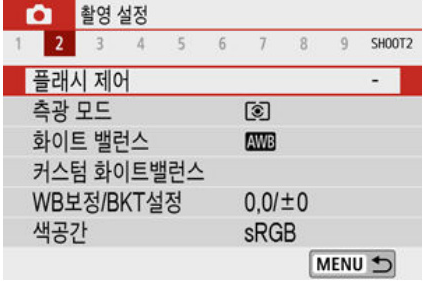 촬영 설정
1 2 3 4 5 6 7 8 9 SHOOT2
플래시 제어 -
측광 모드
화이트 밸런스 AWB
커스텀 화이트밸런스
WB보정/BKT설정 0,0/±0
색공간 sRGB
MENU